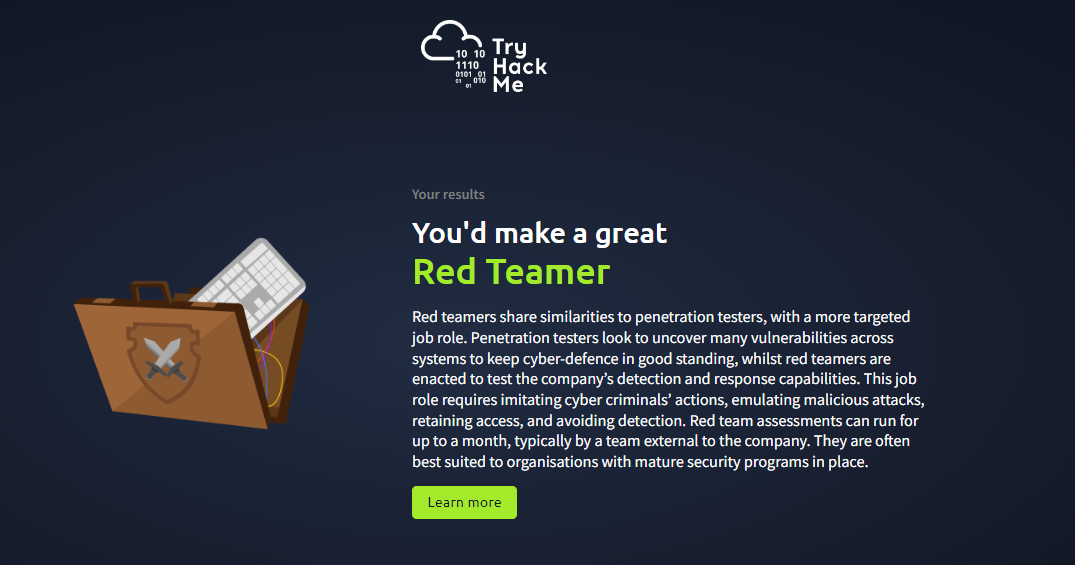 10 10
1110
0101 01
01 010
01
Try
Hack
Me
Your results
You'd make a great
Red Teamer
Red teamers share similarities to penetration testers, with a more targeted
job role. Penetration testers look to uncover many vulnerabilities across
systems to keep cyber-defence in good standing, whilst red teamers are
enacted to test the company’s detection and response capabilities. This job
role requires imitating cyber criminals’ actions, emulating malicious attacks,
retaining access, and avoiding detection. Red team assessments can run for
up to a month, typically by a team external to the company. They are often
best suited to organisations with mature security programs in place.
Learn more